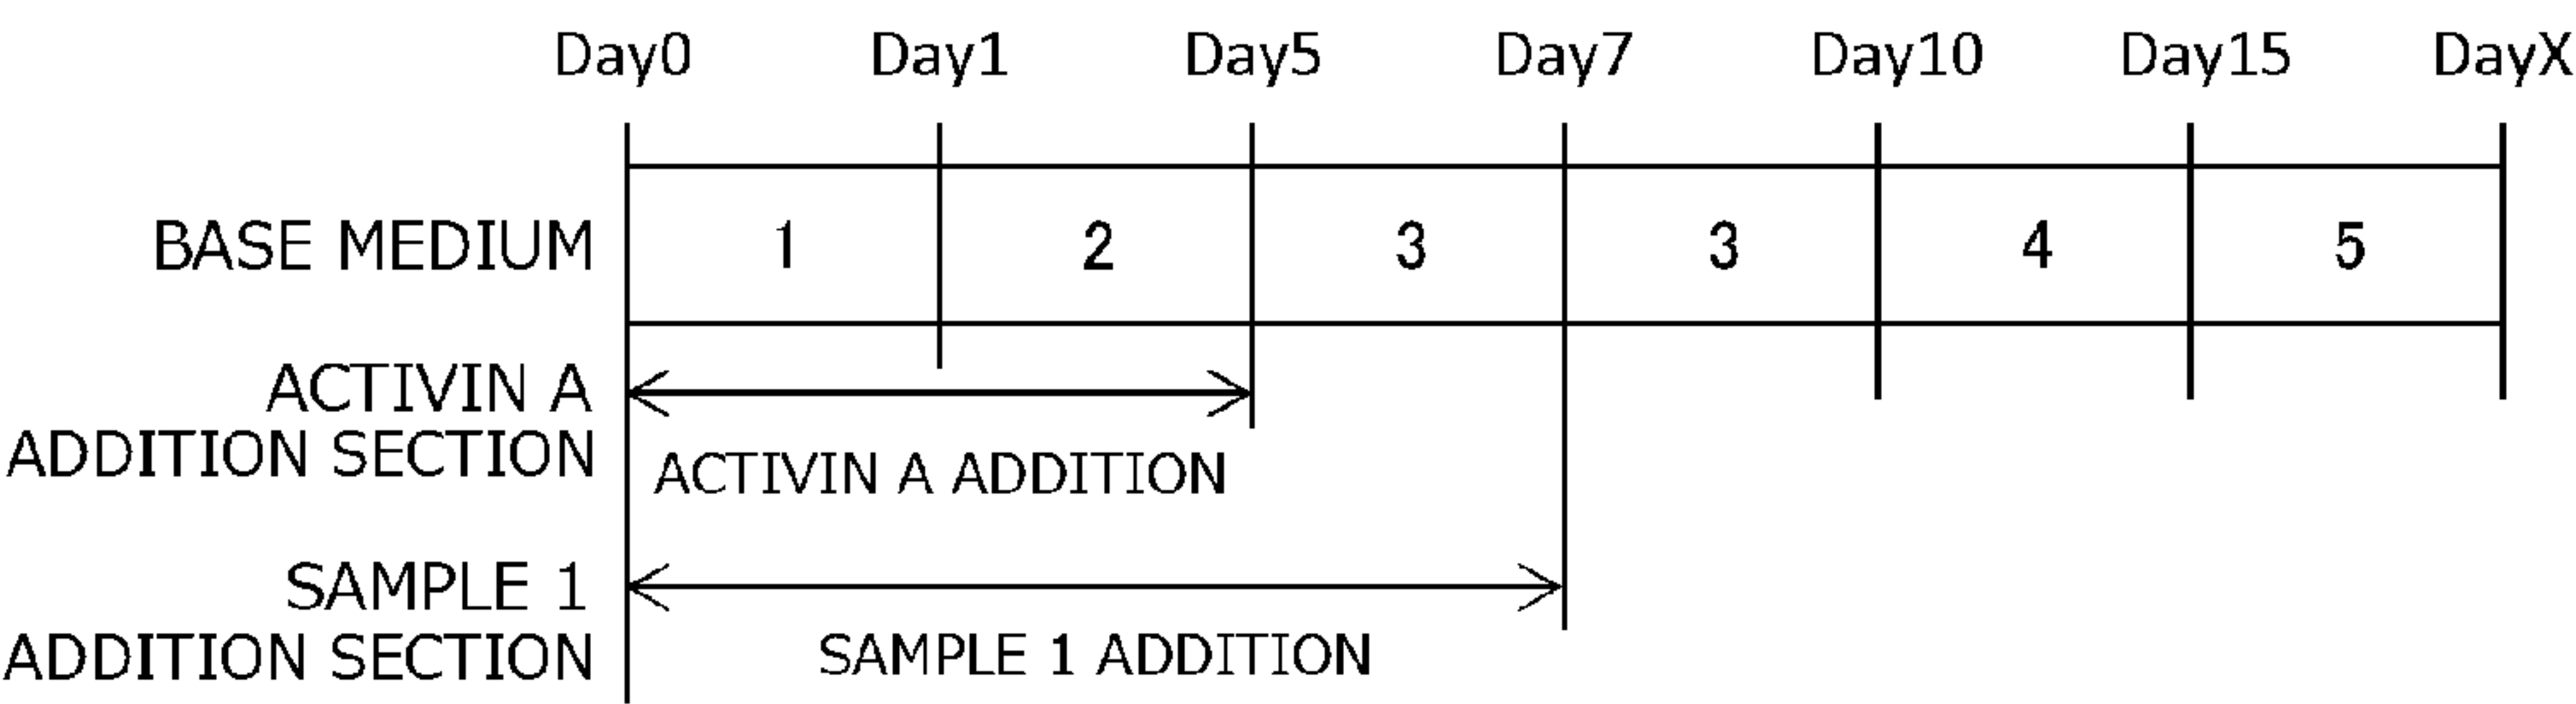 Day0 Day1 Day5 Day7 Day10 Day15 DayX
BASE MEDIUM 1 2 3 3 4 5
ACTIVIN A
ADDITION SECTION
ACTIVIN A ADDITION
SAMPLE 1
ADDITION SECTION
SAMPLE 1 ADDITION